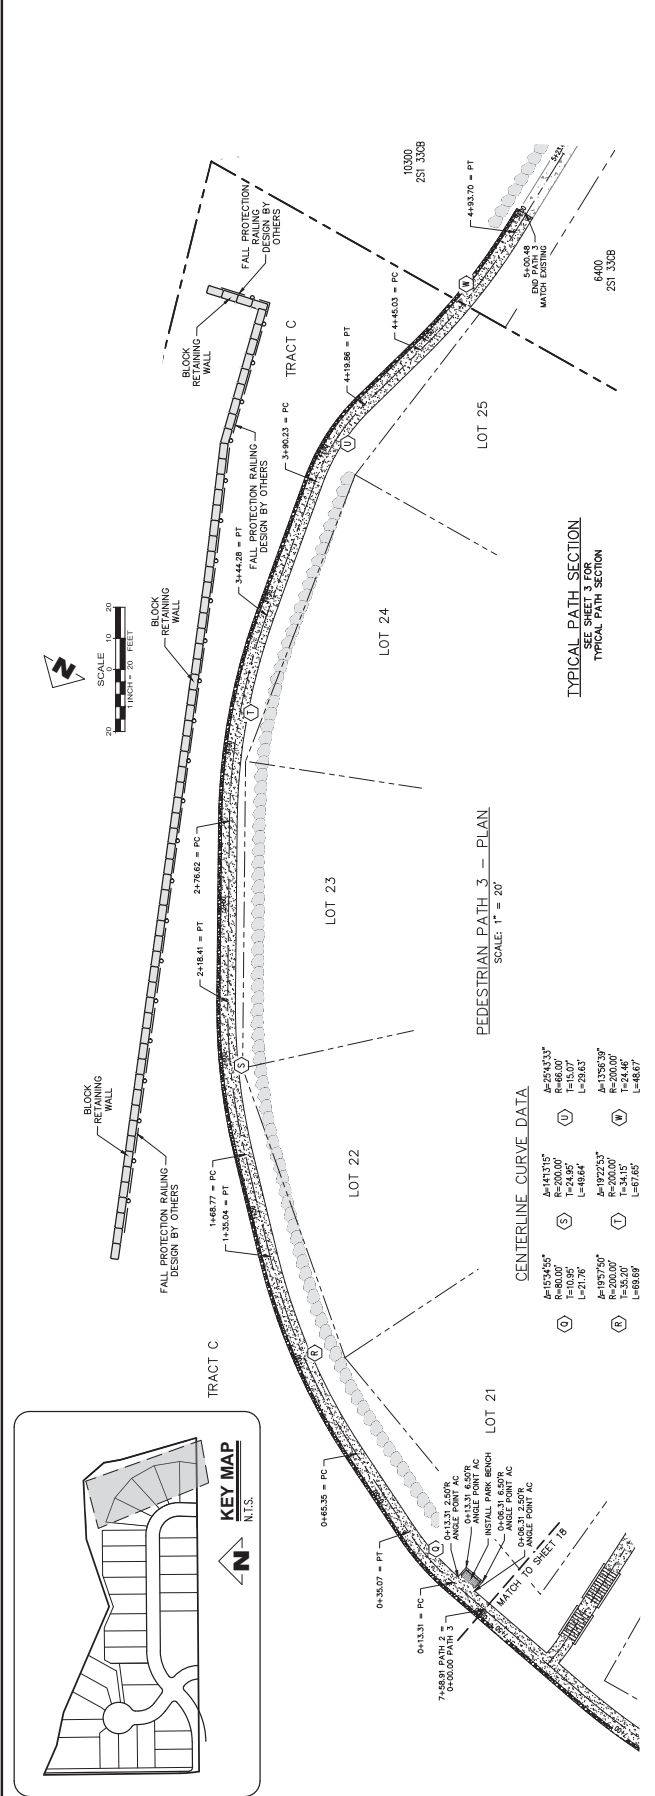 KEY MAP
N.T.S.
N
N
SCALE
20
10
0
20
1 INCH = 20 FEET
BLOCK
RETAINING
WALL
FALL PROTECTION RAILING
DESIGN BY OTHERS
BLOCK
RETAINING
WALL
FALL PROTECTION RAILING
DESIGN BY OTHERS
BLOCK
RETAINING
WALL
FALL PROTECTION
RAILING
DESIGN BY
OTHERS
TRACT C
TRACT C
7+58.91 PATH 2 =
0+00.00 PATH 3
0+13.31 = PC
0+35.07 = PT
0+65.35 = PC
1+35.04 = PT
1+68.77 = PC
2+18.41 = PT
2+76.62 = PC
3+44.28 = PT
3+90.23 = PC
4+19.86 = PT
4+45.03 = PC
4+93.70 = PT
5+00.48
END PATH 3
MATCH EXISTING
10300
2S1 33CB
6400
2S1 33CB
Q
R
S
T
U
W
LOT 21
LOT 22
LOT 23
LOT 24
LOT 25
0+13.31 2.50'R
ANGLE POINT AC
0+13.31 6.50'R
ANGLE POINT AC
INSTALL PARK BENCH
0+06.31 6.50'R
ANGLE POINT AC
0+06.31 2.50'R
ANGLE POINT AC
MATCH TO SHEET 18
PEDESTRIAN PATH 3 - PLAN
SCALE: 1" = 20'
TYPICAL PATH SECTION
SEE SHEET 3 FOR
TYPICAL PATH SECTION
CENTERLINE CURVE DATA
Q
Δ=15°34'55"
R=80.00'
T=10.95'
L=21.76'
R
Δ=19°57'50"
R=200.00'
T=35.20'
L=69.69'
S
Δ=14°13'15"
R=200.00'
T=24.95'
L=49.64'
T
Δ=19°22'53"
R=200.00'
T=34.15'
L=67.65'
U
Δ=25°43'33"
R=66.00'
T=15.07'
L=29.63'
W
Δ=13°56'39"
R=200.00'
T=24.46'
L=48.67'